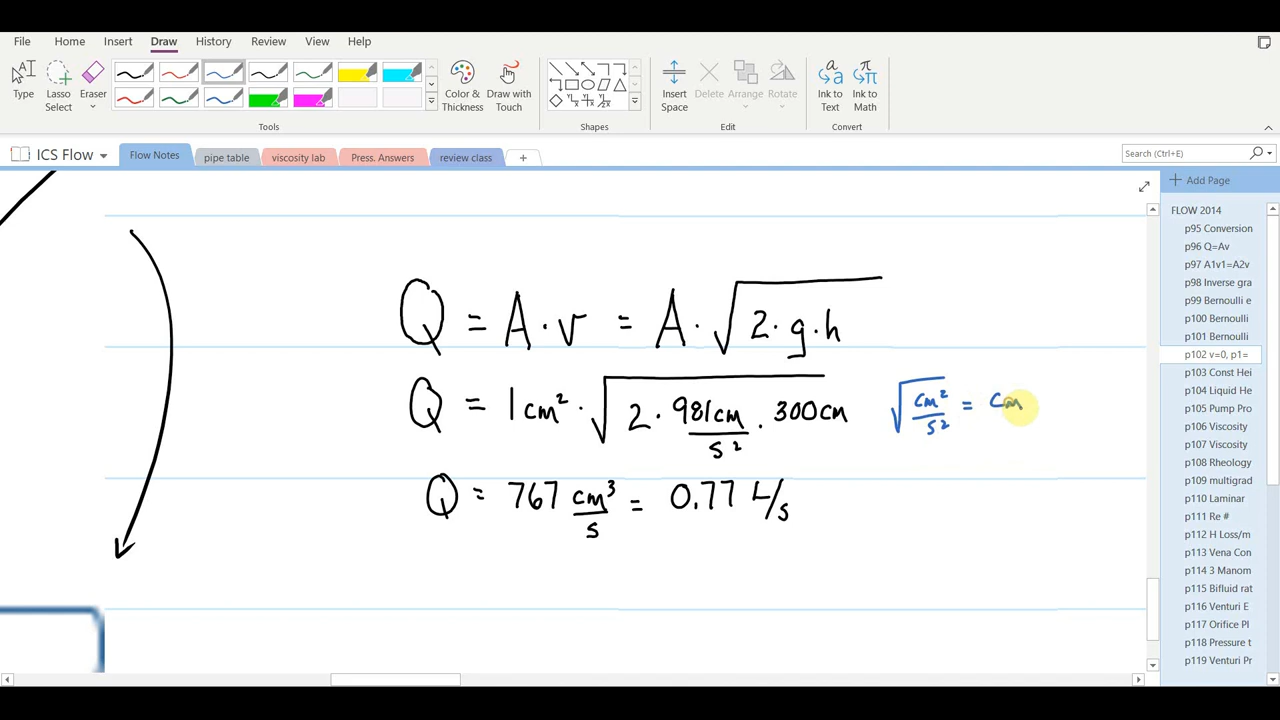 File Home Insert Draw History Review View Help
Type Lasso Select Eraser Color & Thickness Draw with Touch Insert Space Delete Arrange Rotate Ink to Text Ink to Math
Tools Shapes Edit Convert
ICS Flow Flow Notes pipe table viscosity lab Press. Answers review class + Search (Ctrl+E)
Add Page
FLOW 2014
p95 Conversion
p96 Q=Av
p97 A1v1=A2v
p98 Inverse gra
p99 Bernoulli e
p100 Bernoulli
p101 Bernoulli
p102 v=0, p1=
p103 Const Hei
p104 Liquid He
p105 Pump Pro
p106 Viscosity
p107 Viscosity
p108 Rheology
p109 multigrad
p110 Laminar
p111 Re #
p112 H Loss/m
p113 Vena Con
p114 3 Manom
p115 Bifluid rat
p116 Venturi E
p117 Orifice Pl
p118 Pressure t
p119 Venturi Pr
Q = A · v = A · √2 · g · h
Q = 1cm² · √2 · 981cm/s² · 300cm √cm²/s² = cm
Q = 767 cm³/s = 0.77 L/s